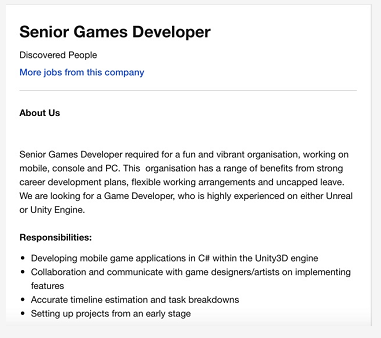 Senior Games Developer
Discovered People
More jobs from this company
About Us
Senior Games Developer required for a fun and vibrant organisation, working on
mobile, console and PC. This  organisation has a range of benefits from strong
career development plans, flexible working arrangements and uncapped leave.
We are looking for a Game Developer, who is highly experienced on either Unreal
or Unity Engine.
Responsibilities:
• Developing mobile game applications in C# within the Unity3D engine
• Collaboration and communicate with game designers/artists on implementing
features
• Accurate timeline estimation and task breakdowns
• Setting up projects from an early stage